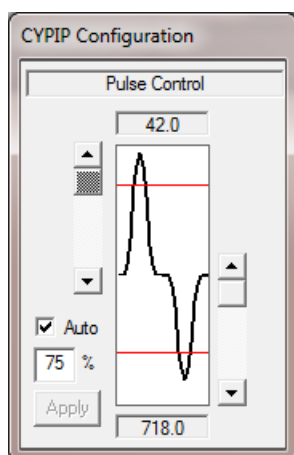 CYPIP Configuration
Pulse Control
42.0
Auto
75 %
Apply
718.0